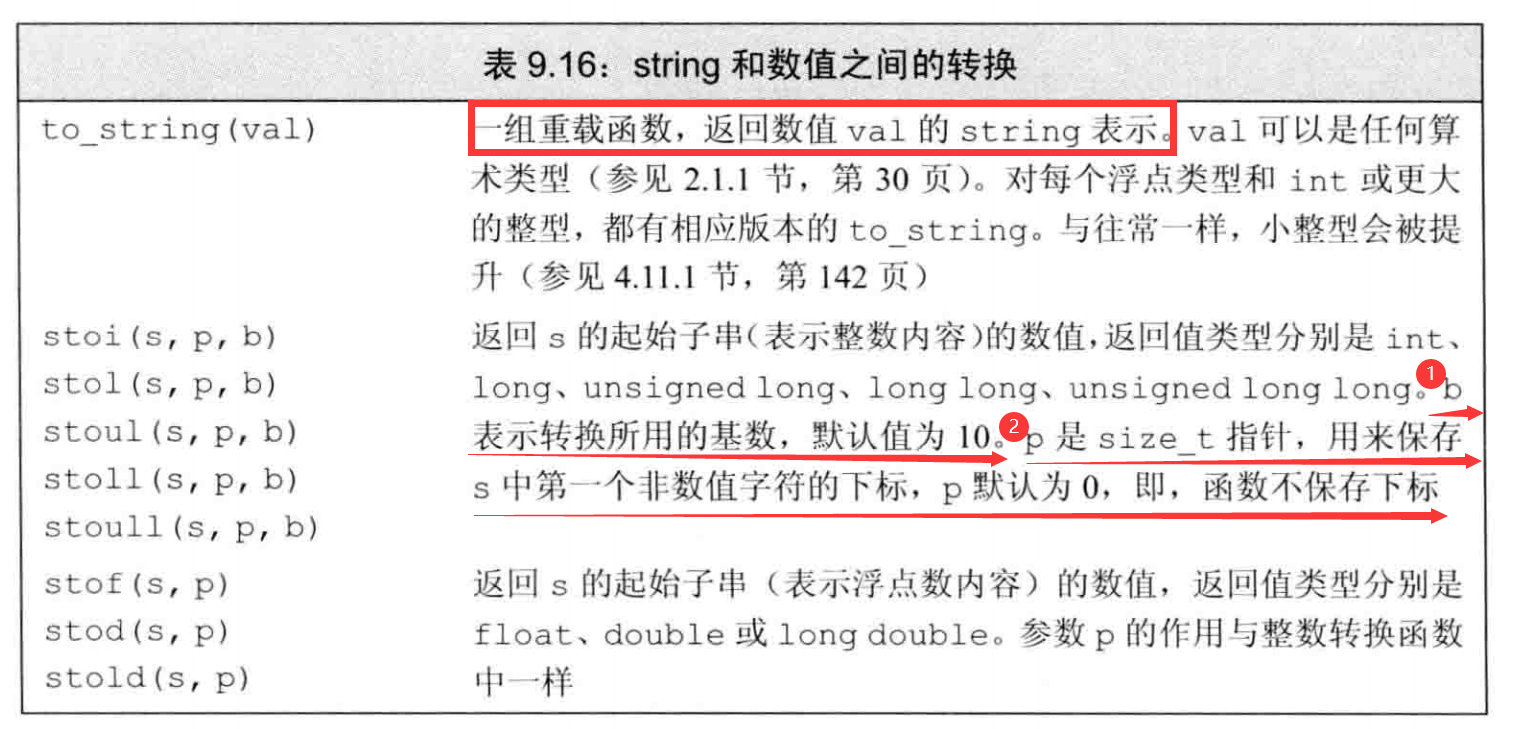 表 9.16：string 和数值之间的转换
to_string(val) 一组重载函数，返回数值 val 的 string 表示。val 可以是任何算
术类型（参见 2.1.1 节，第 30 页）。对每个浮点类型和 int 或更大
的整型，都有相应版本的 to_string。与往常一样，小整型会被提
升（参见 4.11.1 节，第 142 页）
stoi(s, p, b) 返回 s 的起始子串（表示整数内容）的数值，返回值类型分别是 int、
stol(s, p, b) long、unsigned long、long long、unsigned long long。① b
stoul(s, p, b) 表示转换所用的基数，默认值为 10。② p 是 size_t 指针，用来保存
stoll(s, p, b) s 中第一个非数值字符的下标，p 默认为 0，即，函数不保存下标
stoull(s, p, b)
stof(s, p) 返回 s 的起始子串（表示浮点数内容）的数值，返回值类型分别是
stod(s, p) float、double 或 long double。参数 p 的作用与整数转换函数
stold(s, p) 中一样